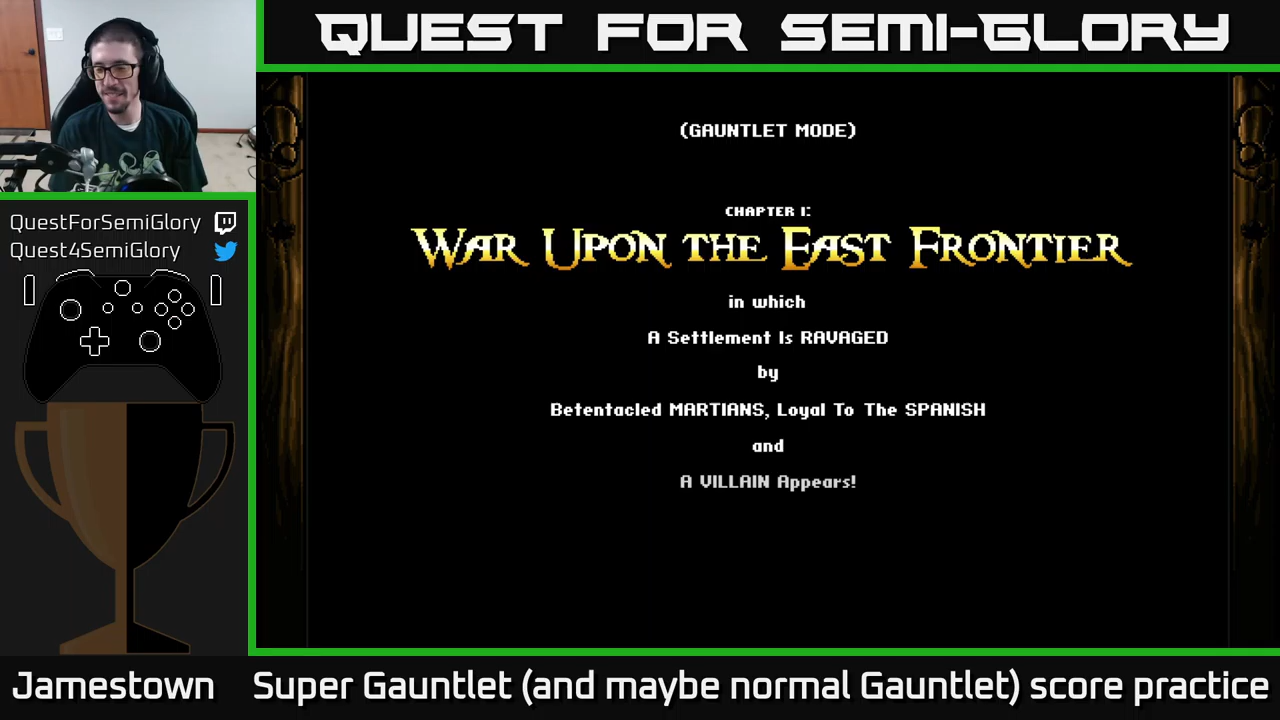 QUEST FOR SEMI-GLORY
QuestForSemiGlory
Quest4SemiGlory
(GAUNTLET MODE)
CHAPTER I:
WAR UPON THE EAST FRONTIER
in which
A Settlement Is RAVAGED
by
Betentacled MARTIANS, Loyal To The SPANISH
and
A VILLAIN Appears!
Jamestown Super Gauntlet (and maybe normal Gauntlet) score practice